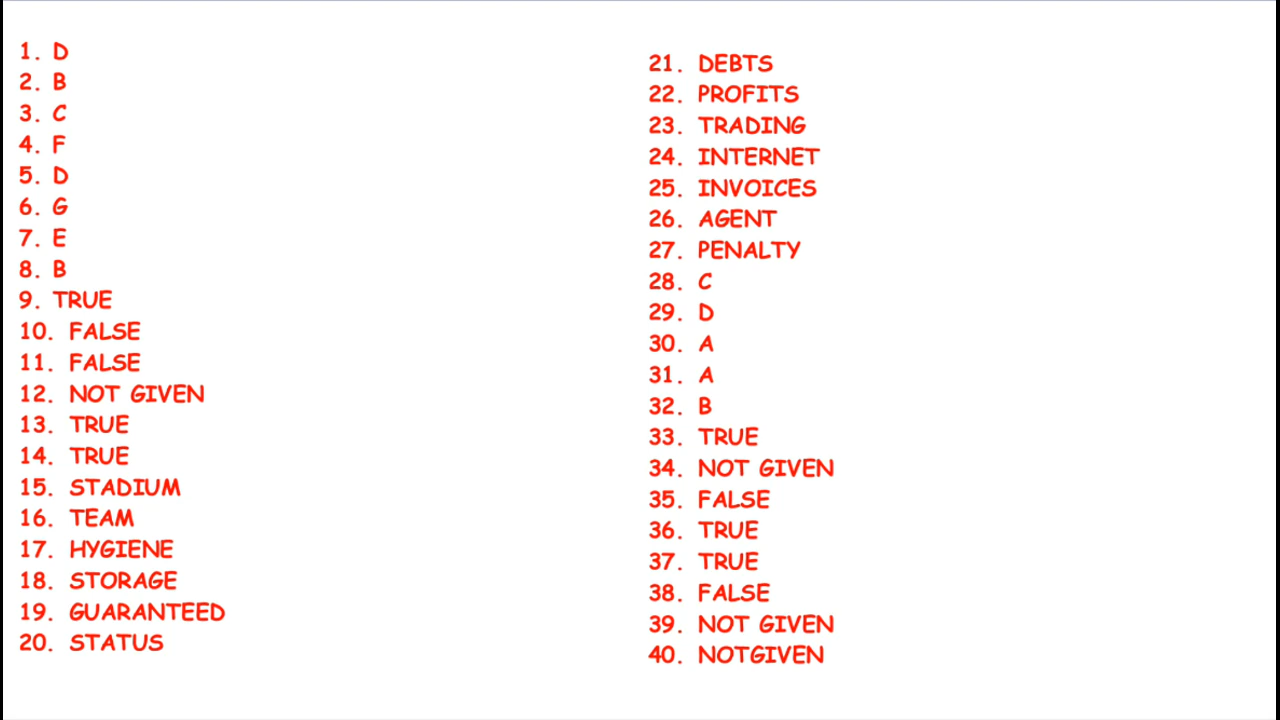 1. D
2. B
3. C
4. F
5. D
6. G
7. E
8. B
9. TRUE
10. FALSE
11. FALSE
12. NOT GIVEN
13. TRUE
14. TRUE
15. STADIUM
16. TEAM
17. HYGIENE
18. STORAGE
19. GUARANTEED
20. STATUS
21. DEBTS
22. PROFITS
23. TRADING
24. INTERNET
25. INVOICES
26. AGENT
27. PENALTY
28. C
29. D
30. A
31. A
32. B
33. TRUE
34. NOT GIVEN
35. FALSE
36. TRUE
37. TRUE
38. FALSE
39. NOT GIVEN
40. NOTGIVEN